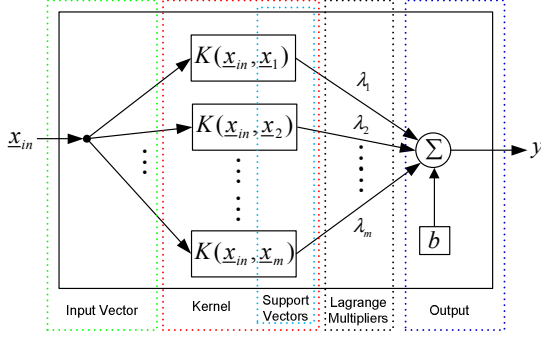 K(x_in, x_1)
λ_1
K(x_in, x_2)
λ_2
x_in
Σ
y
K(x_in, x_m)
λ_m
b
Input Vector
Kernel
Support
Vectors
Lagrange
Multipliers
Output